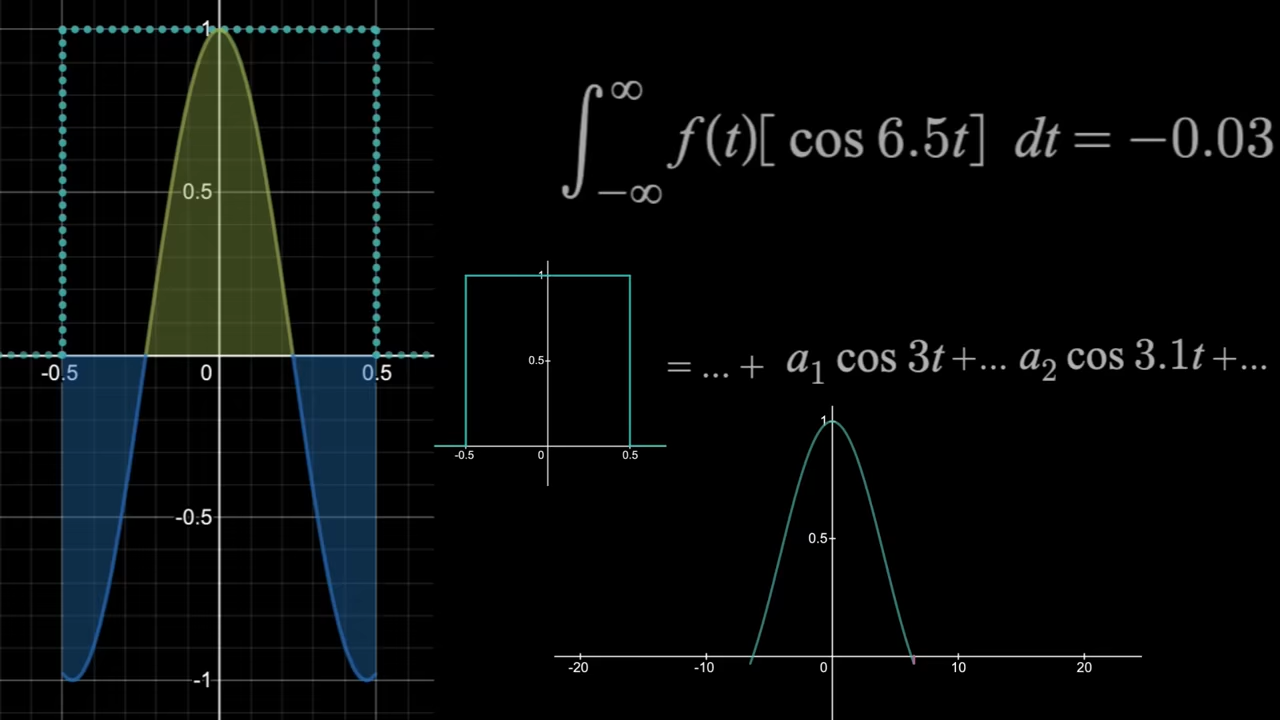 1
0.5
-0.5 0 0.5
-0.5
-1
∫_{-∞}^{∞} f(t)[ cos 6.5t] dt = −0.03
1
0.5
-0.5 0 0.5
= ... + a₁ cos 3t +... a₂ cos 3.1t +...
1
0.5
-20 -10 0 10 20